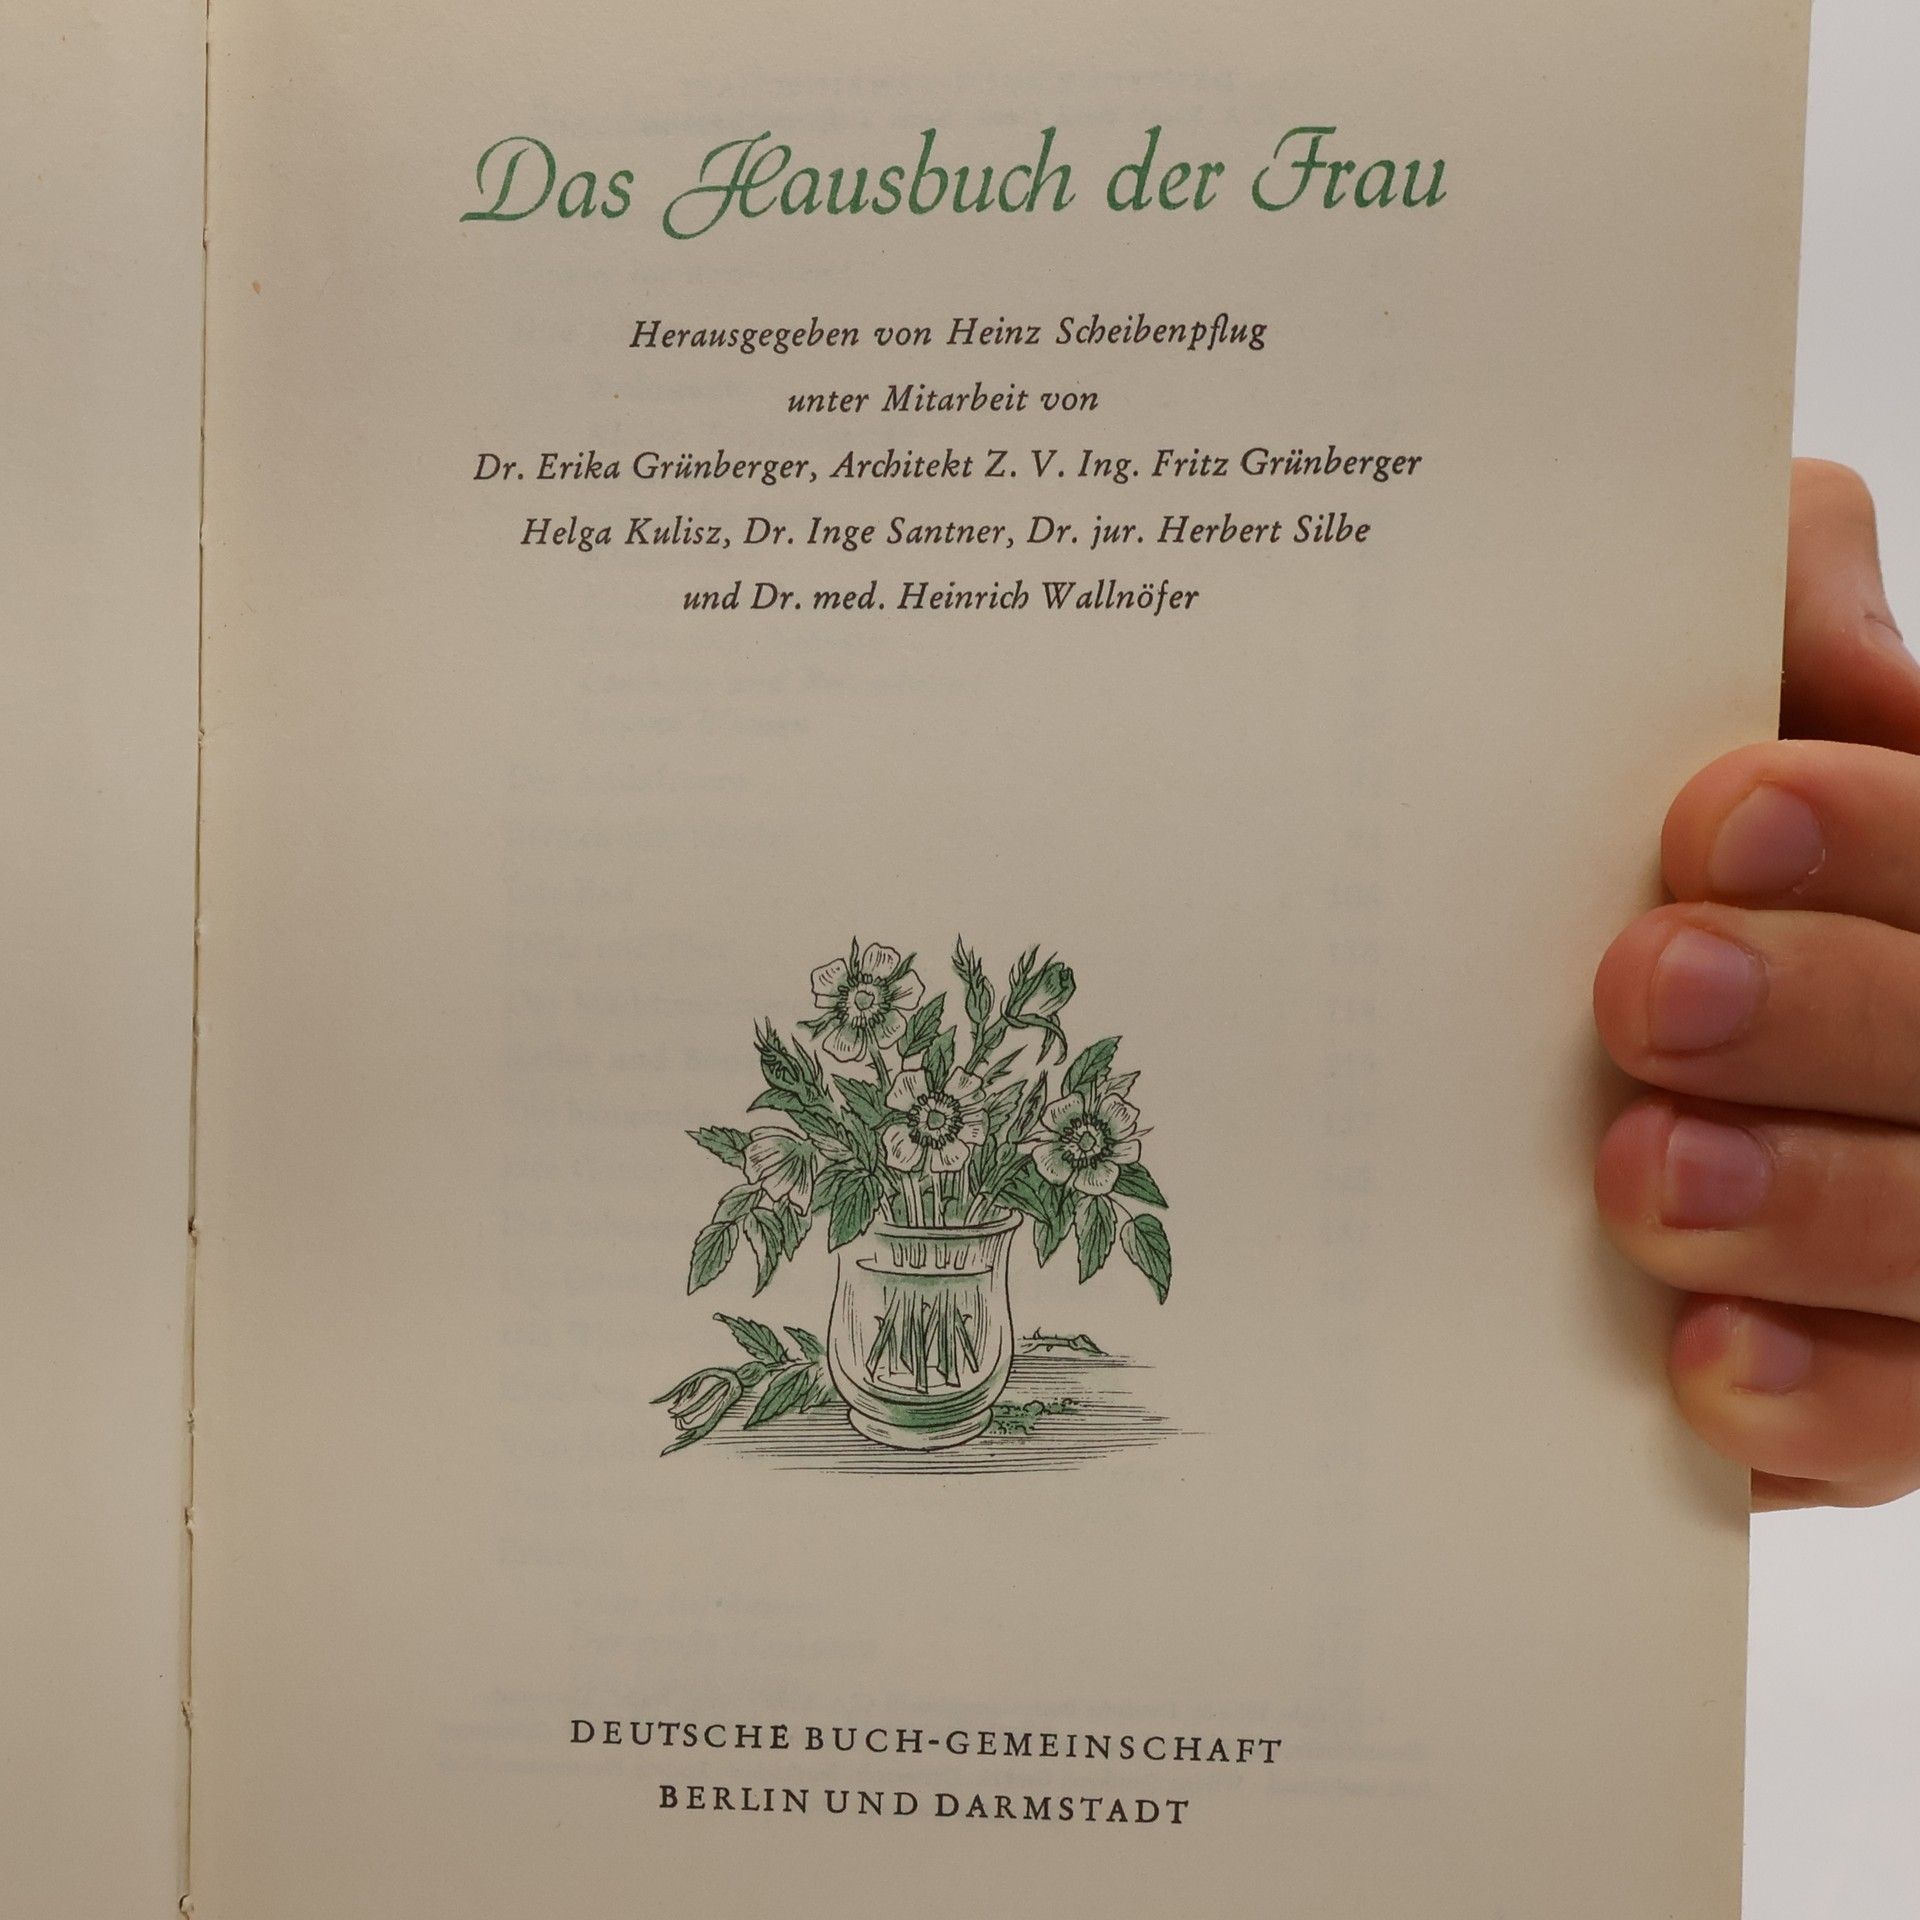 Das Hausbuch der Frau
Herausgegeben von Heinz Scheibenpflug
unter Mitarbeit von
Dr. Erika Grünberger, Architekt Z. V. Ing. Fritz Grünberger
Helga Kulisz, Dr. Inge Santner, Dr. jur. Herbert Silbe
und Dr. med. Heinrich Wallnöfer
DEUTSCHE BUCH-GEMEINSCHAFT
BERLIN UND DARMSTADT